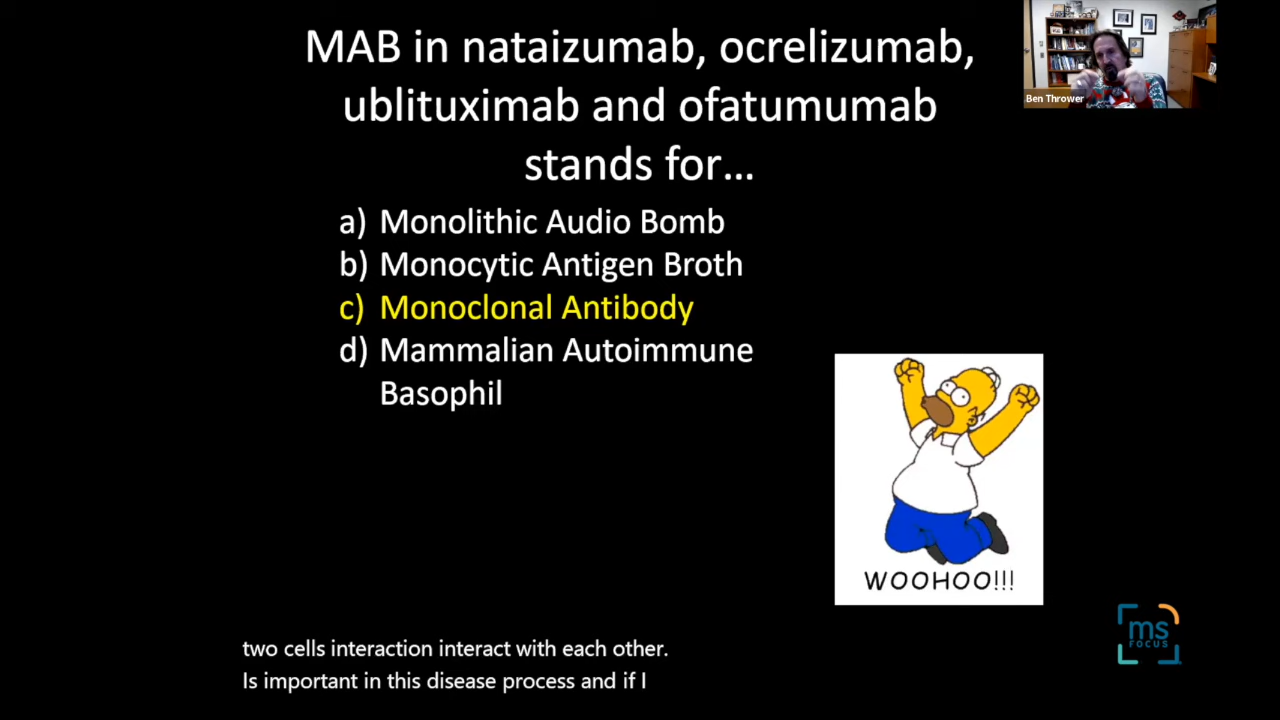 MAB in nataizumab, ocrelizumab,
ublituximab and ofatumumab
stands for...
a) Monolithic Audio Bomb
b) Monocytic Antigen Broth
c) Monoclonal Antibody
d) Mammalian Autoimmune
Basophil
Ben Thrower
WOOHOO!!!
ms
FOCUS
two cells interaction interact with each other.
Is important in this disease process and if I